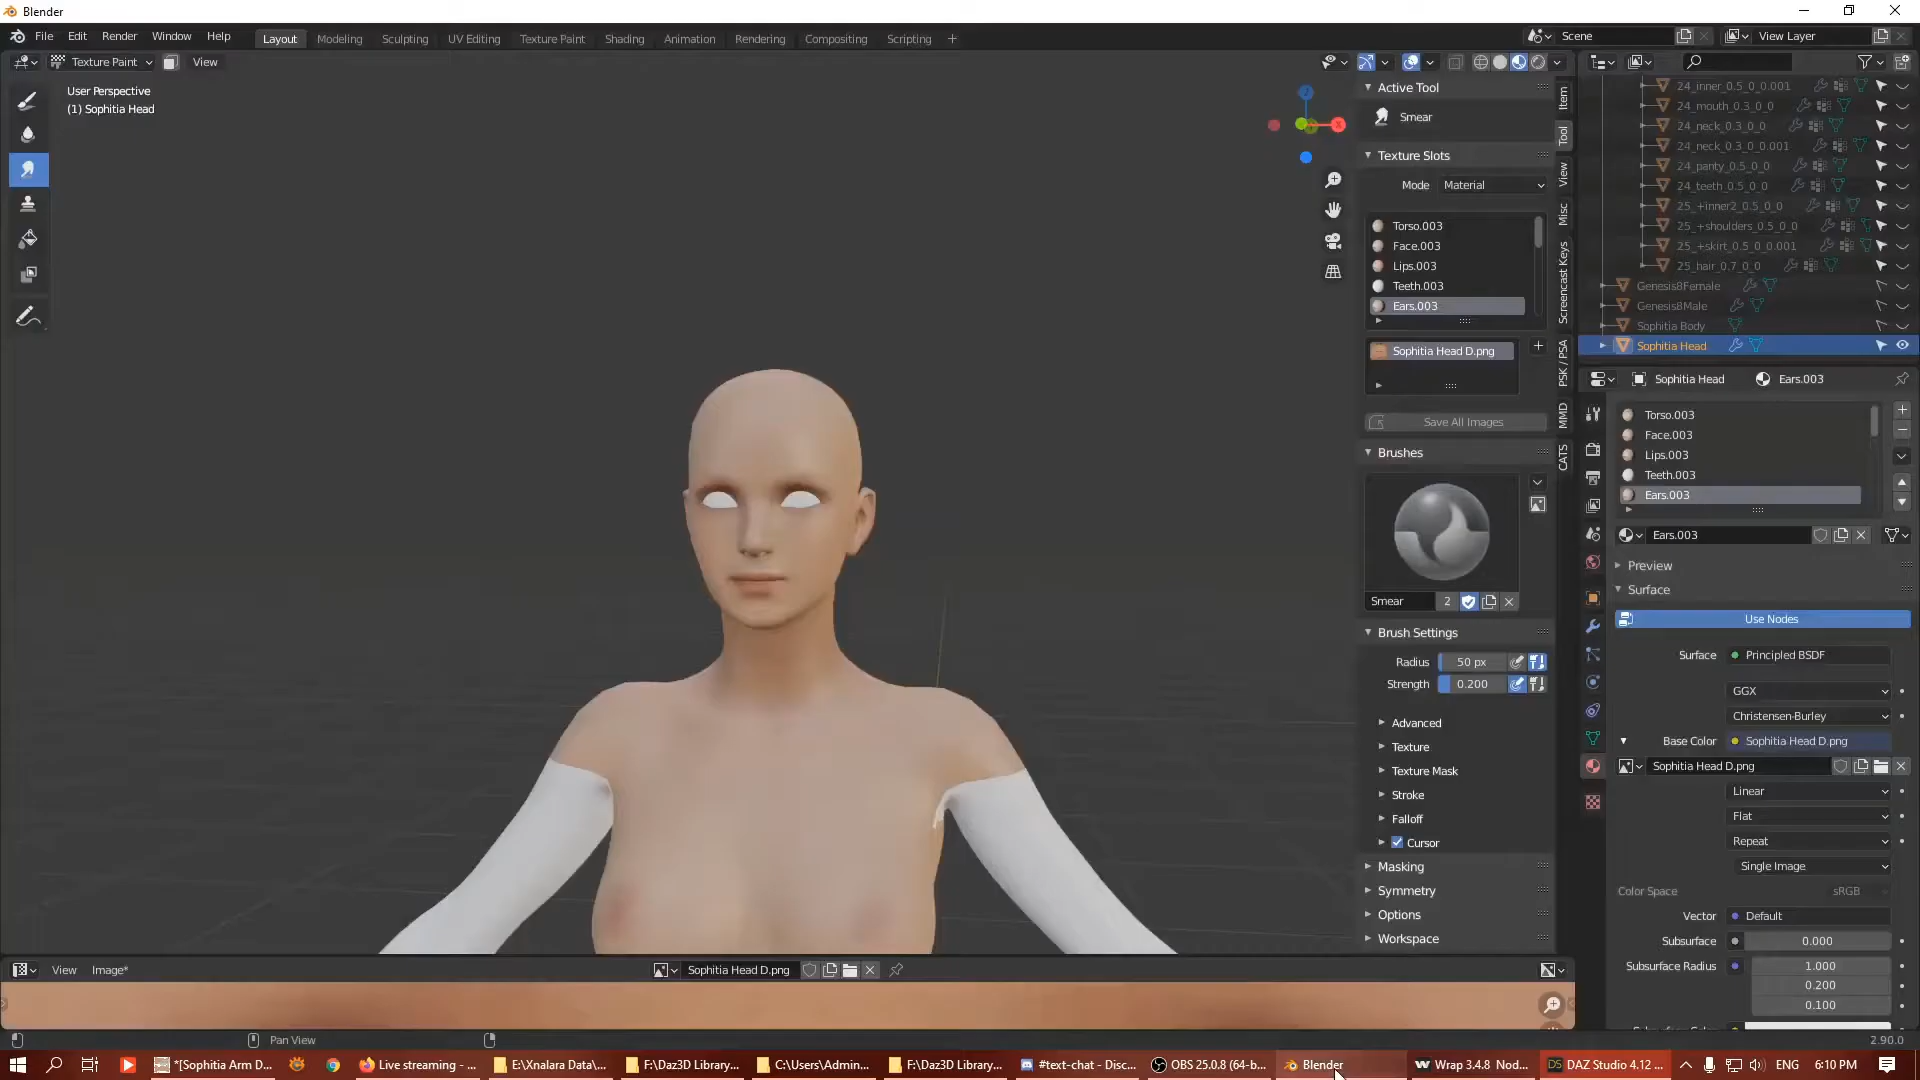 Blender
File Edit Render Window Help
Layout Modeling Sculpting UV Editing Texture Paint Shading Animation Rendering Compositing Scripting +
Scene
View Layer
Texture Paint View
User Perspective
(1) Sophitia Head
Active Tool
Smear
Texture Slots
Mode Material
Torso.003
Face.003
Lips.003
Teeth.003
Ears.003
Sophitia Head D.png
Save All Images
Brushes
Smear 2
Brush Settings
Radius 50 px
Strength 0.200
Advanced
Texture
Texture Mask
Stroke
Falloff
Cursor
Masking
Symmetry
Options
Workspace
Item
Tool
View
Misc
Screencast Keys
PSK / PSA
MMD
CATS
24_inner_0.5_0_0.001
24_mouth_0.3_0_0
24_neck_0.3_0_0
24_neck_0.3_0_0.001
24_panty_0.5_0_0
24_teeth_0.5_0_0
25_+inner2_0.5_0_0
25_+shoulders_0.5_0_0
25_+skirt_0.5_0_0.001
25_hair_0.7_0_0
Genesis8Female
Genesis8Male
Sophitia Body
Sophitia Head
Sophitia Head Ears.003
Torso.003
Face.003
Lips.003
Teeth.003
Ears.003
Ears.003
Preview
Surface
Use Nodes
Surface Principled BSDF
GGX
Christensen-Burley
Base Color Sophitia Head D.png
Sophitia Head D.png
Linear
Flat
Repeat
Single Image
Color Space sRGB
Vector Default
Subsurface 0.000
Subsurface Radius 1.000
0.200
0.100
View Image* Sophitia Head D.png
Pan View
2.90.0
*[Sophitia Arm D... Live streaming - ... E:\Xnalara Data\... F:\Daz3D Library... C:\Users\Admin... F:\Daz3D Library... #text-chat - Disc... OBS 25.0.8 (64-b... Blender Wrap 3.4.8 Nod... DAZ Studio 4.12 ... ENG 6:10 PM